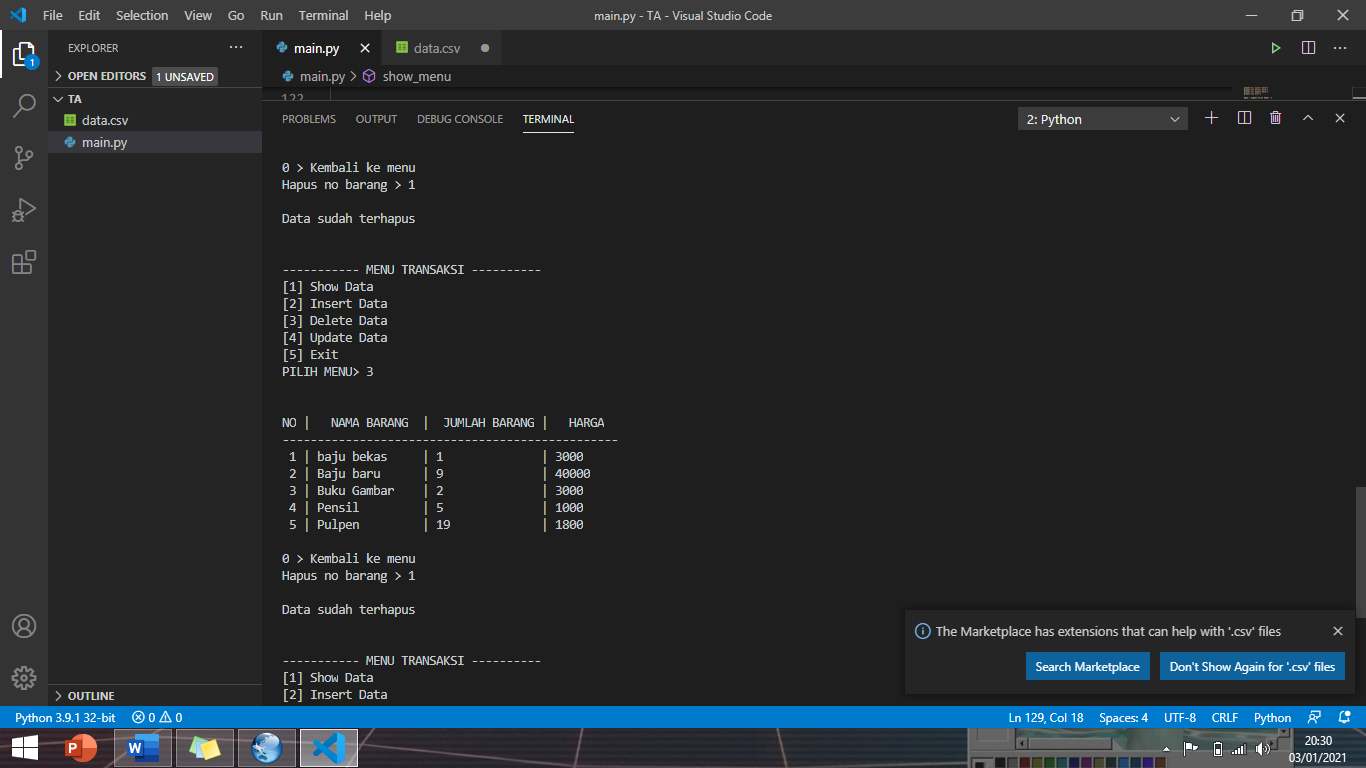 File Edit Selection View Go Run Terminal Help
main.py - TA - Visual Studio Code
EXPLORER
main.py
data.csv
OPEN EDITORS 1 UNSAVED
main.py > show_menu
TA
122
data.csv
PROBLEMS OUTPUT DEBUG CONSOLE TERMINAL
2: Python
main.py
1
0 > Kembali ke menu
Hapus no barang > 1
Data sudah terhapus
----------- MENU TRANSAKSI ----------
[1] Show Data
[2] Insert Data
[3] Delete Data
[4] Update Data
[5] Exit
PILIH MENU> 3
NO | NAMA BARANG | JUMLAH BARANG | HARGA
------------------------------------------------
1 | baju bekas | 1 | 3000
2 | Baju baru | 9 | 40000
3 | Buku Gambar | 2 | 3000
4 | Pensil | 5 | 1000
5 | Pulpen | 19 | 1800
0 > Kembali ke menu
Hapus no barang > 1
Data sudah terhapus
----------- MENU TRANSAKSI ----------
[1] Show Data
[2] Insert Data
The Marketplace has extensions that can help with '.csv' files
Search Marketplace
Don't Show Again for '.csv' files
OUTLINE
Python 3.9.1 32-bit 0 0
Ln 129, Col 18 Spaces: 4 UTF-8 CRLF Python
P
W
20:30
03/01/2021